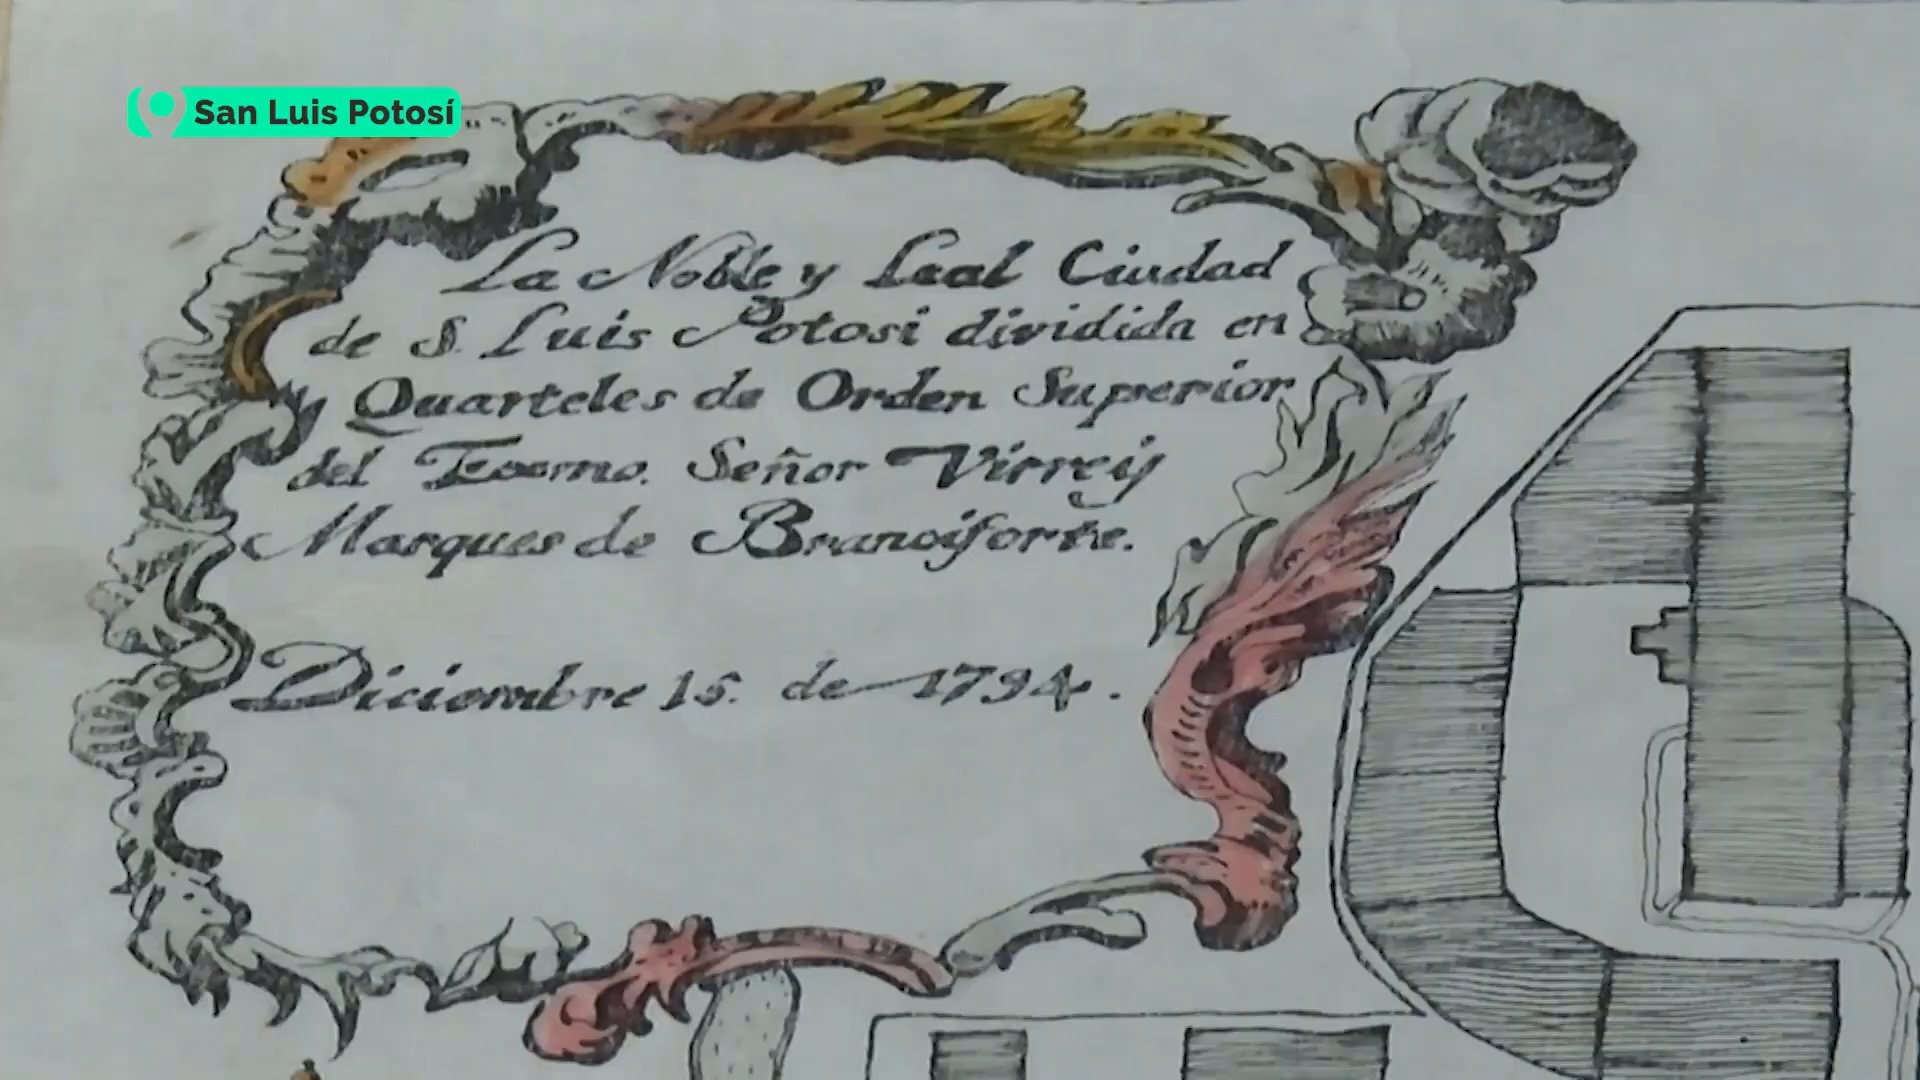 San Luis Potosí
La Noble y Leal Ciudad
de S. Luis Potosi dividida en
Quarteles de Orden Superior
del Exemo. Señor Virrey
Marques de Branciforte.
Diciembre 15. de 1794.